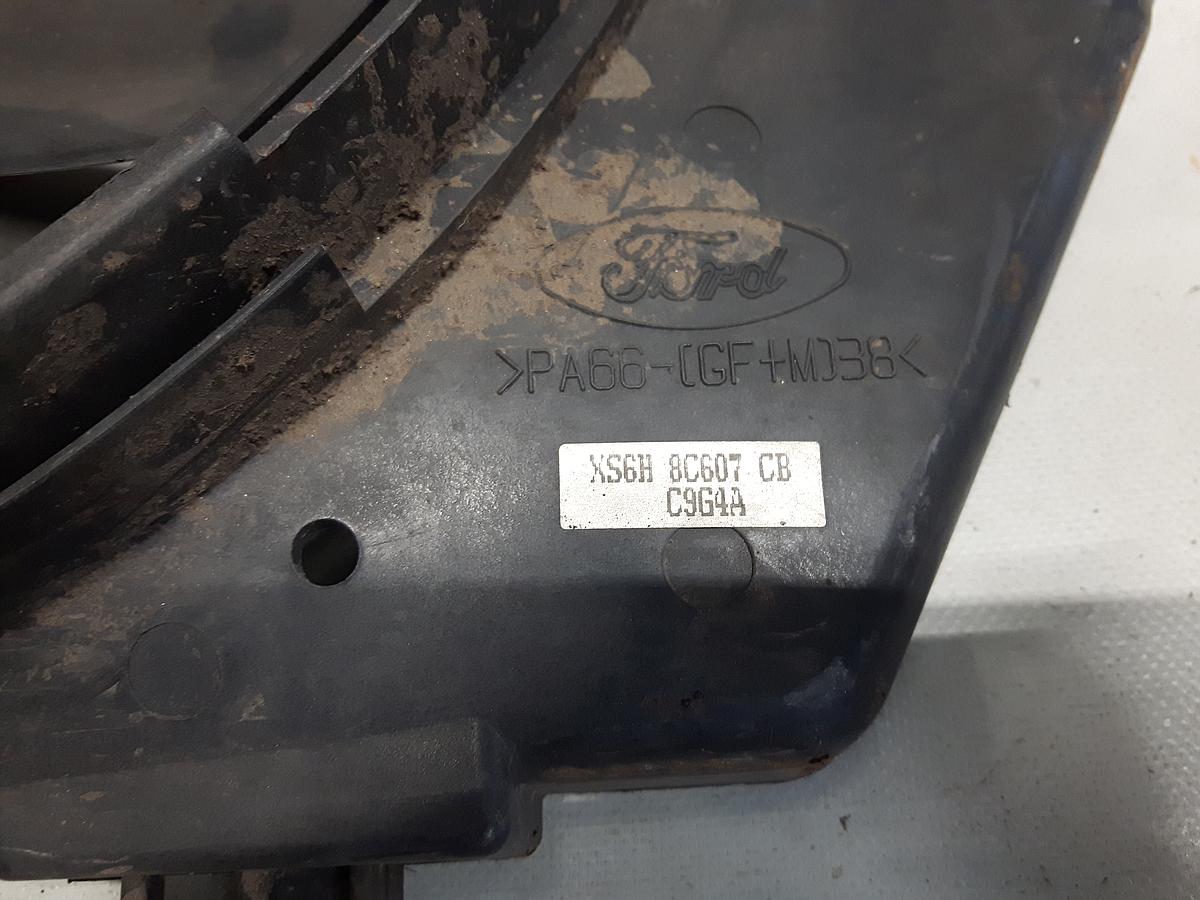 Ford
>PA66-(GF+M)38<
XS6H 8C607 CB
C9G4A